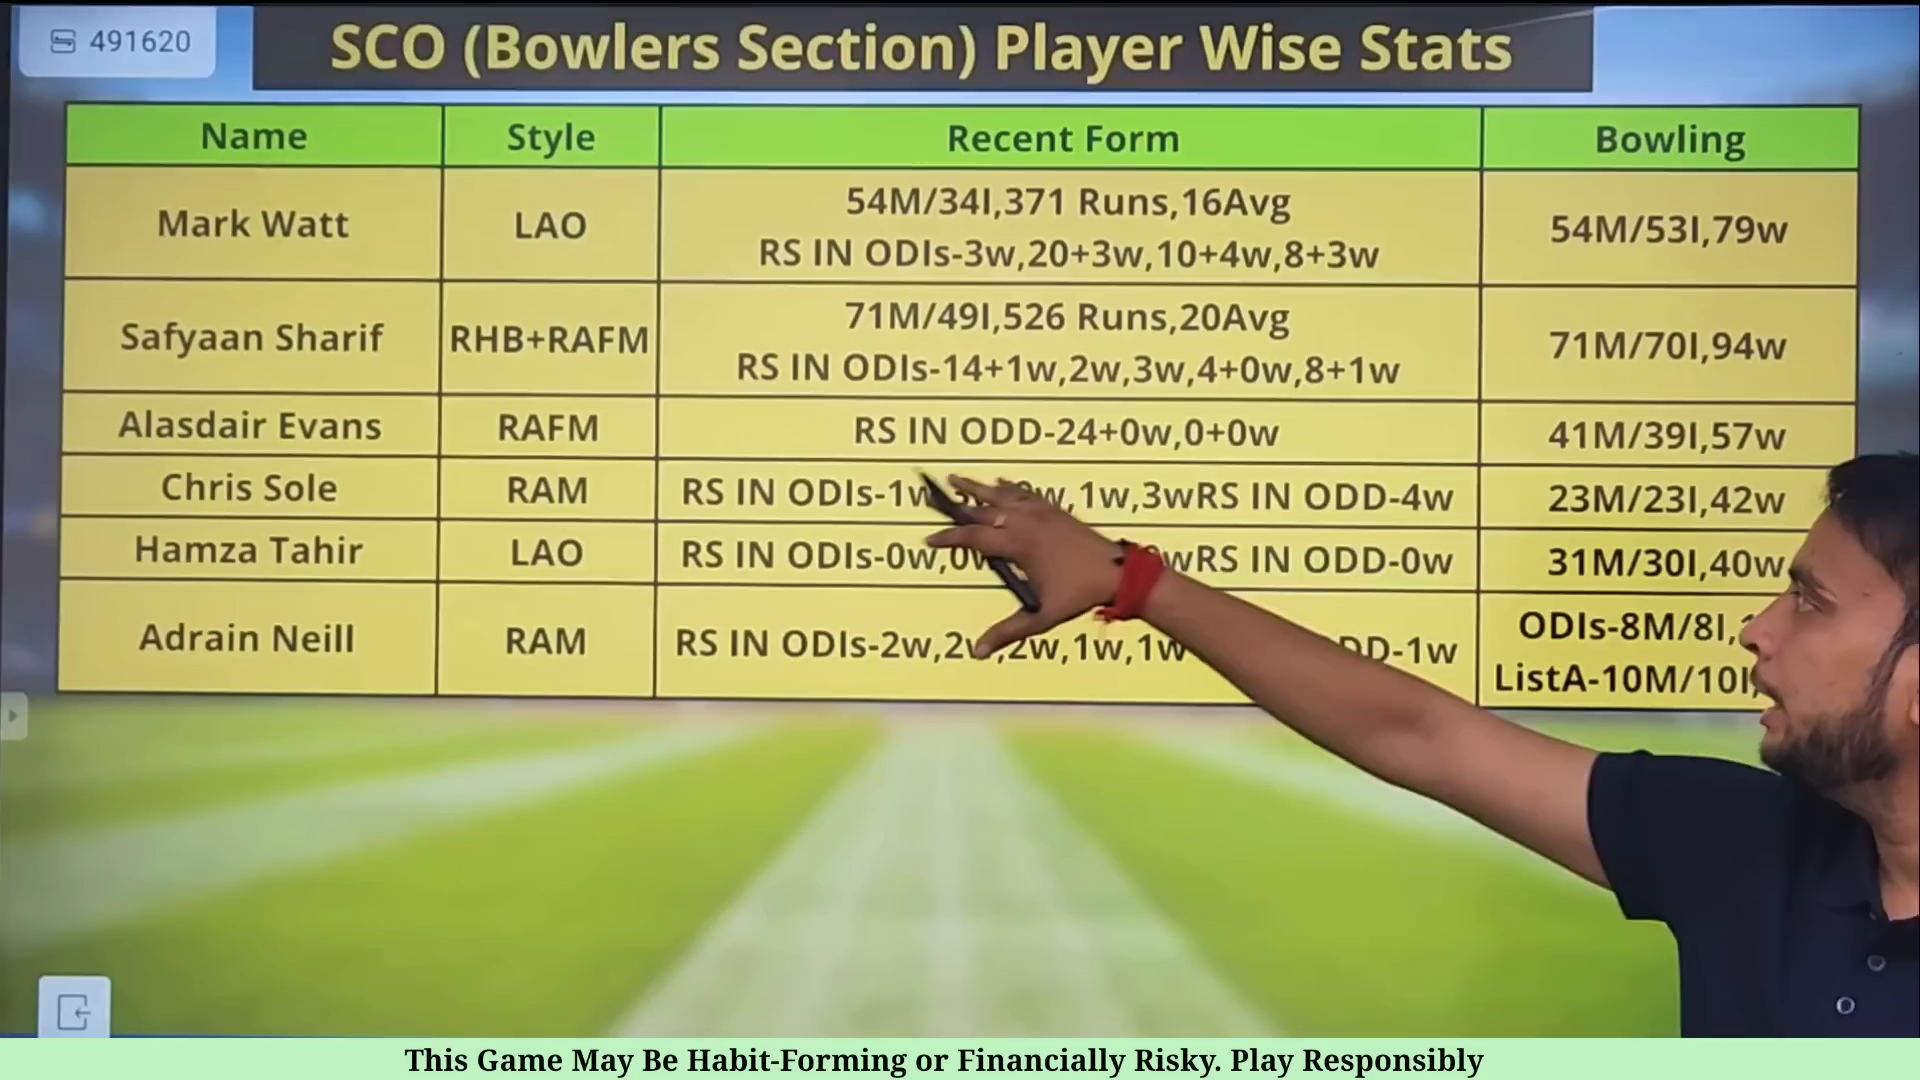 491620
SCO (Bowlers Section) Player Wise Stats
Name Style Recent Form Bowling
Mark Watt LAO 54M/34I,371 Runs,16Avg
RS IN ODIs-3w,20+3w,10+4w,8+3w 54M/53I,79w
Safyaan Sharif RHB+RAFM 71M/49I,526 Runs,20Avg
RS IN ODIs-14+1w,2w,3w,4+0w,8+1w 71M/70I,94w
Alasdair Evans RAFM RS IN ODD-24+0w,0+0w 41M/39I,57w
Chris Sole RAM RS IN ODIs-1w ,1w,3wRS IN ODD-4w 23M/23I,42w
Hamza Tahir LAO RS IN ODIs-0w, RS IN ODD-0w 31M/30I,40w
Adrain Neill RAM RS IN ODIs-2w, 2w,1w,1w -1w ODIs-8M/8I,
ListA-10M/10I,
This Game May Be Habit-Forming or Financially Risky. Play Responsibly